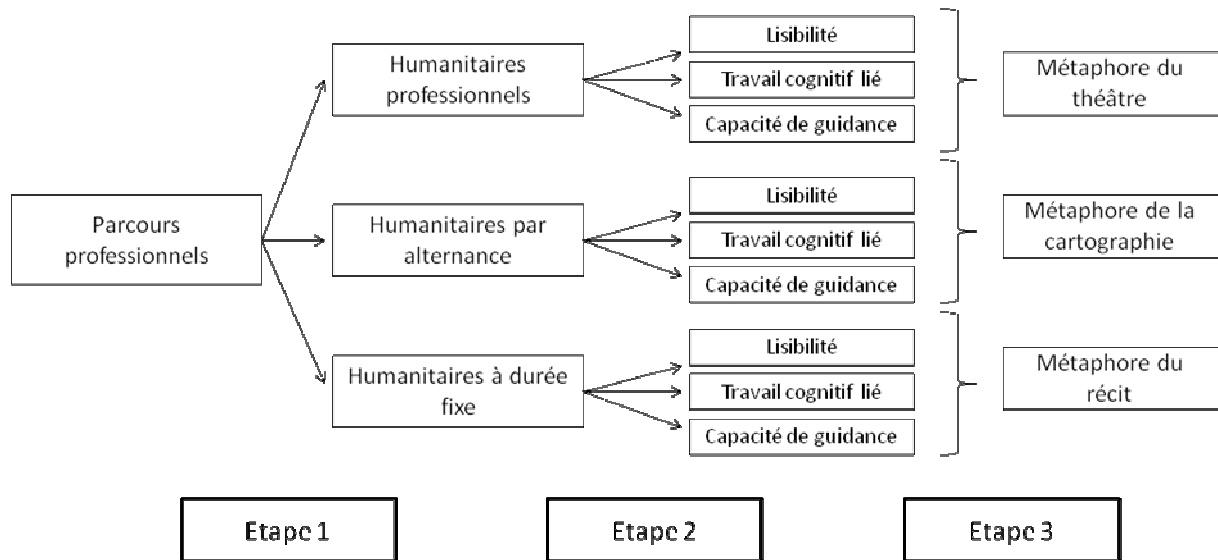 Parcours
professionnels
Humanitaires
professionnels
Lisibilité
Travail cognitif lié
Capacité de guidance
Métaphore du
théâtre
Humanitaires par
alternance
Lisibilité
Travail cognitif lié
Capacité de guidance
Métaphore de la
cartographie
Humanitaires à durée
fixe
Lisibilité
Travail cognitif lié
Capacité de guidance
Métaphore du
récit
Etape 1
Etape 2
Etape 3